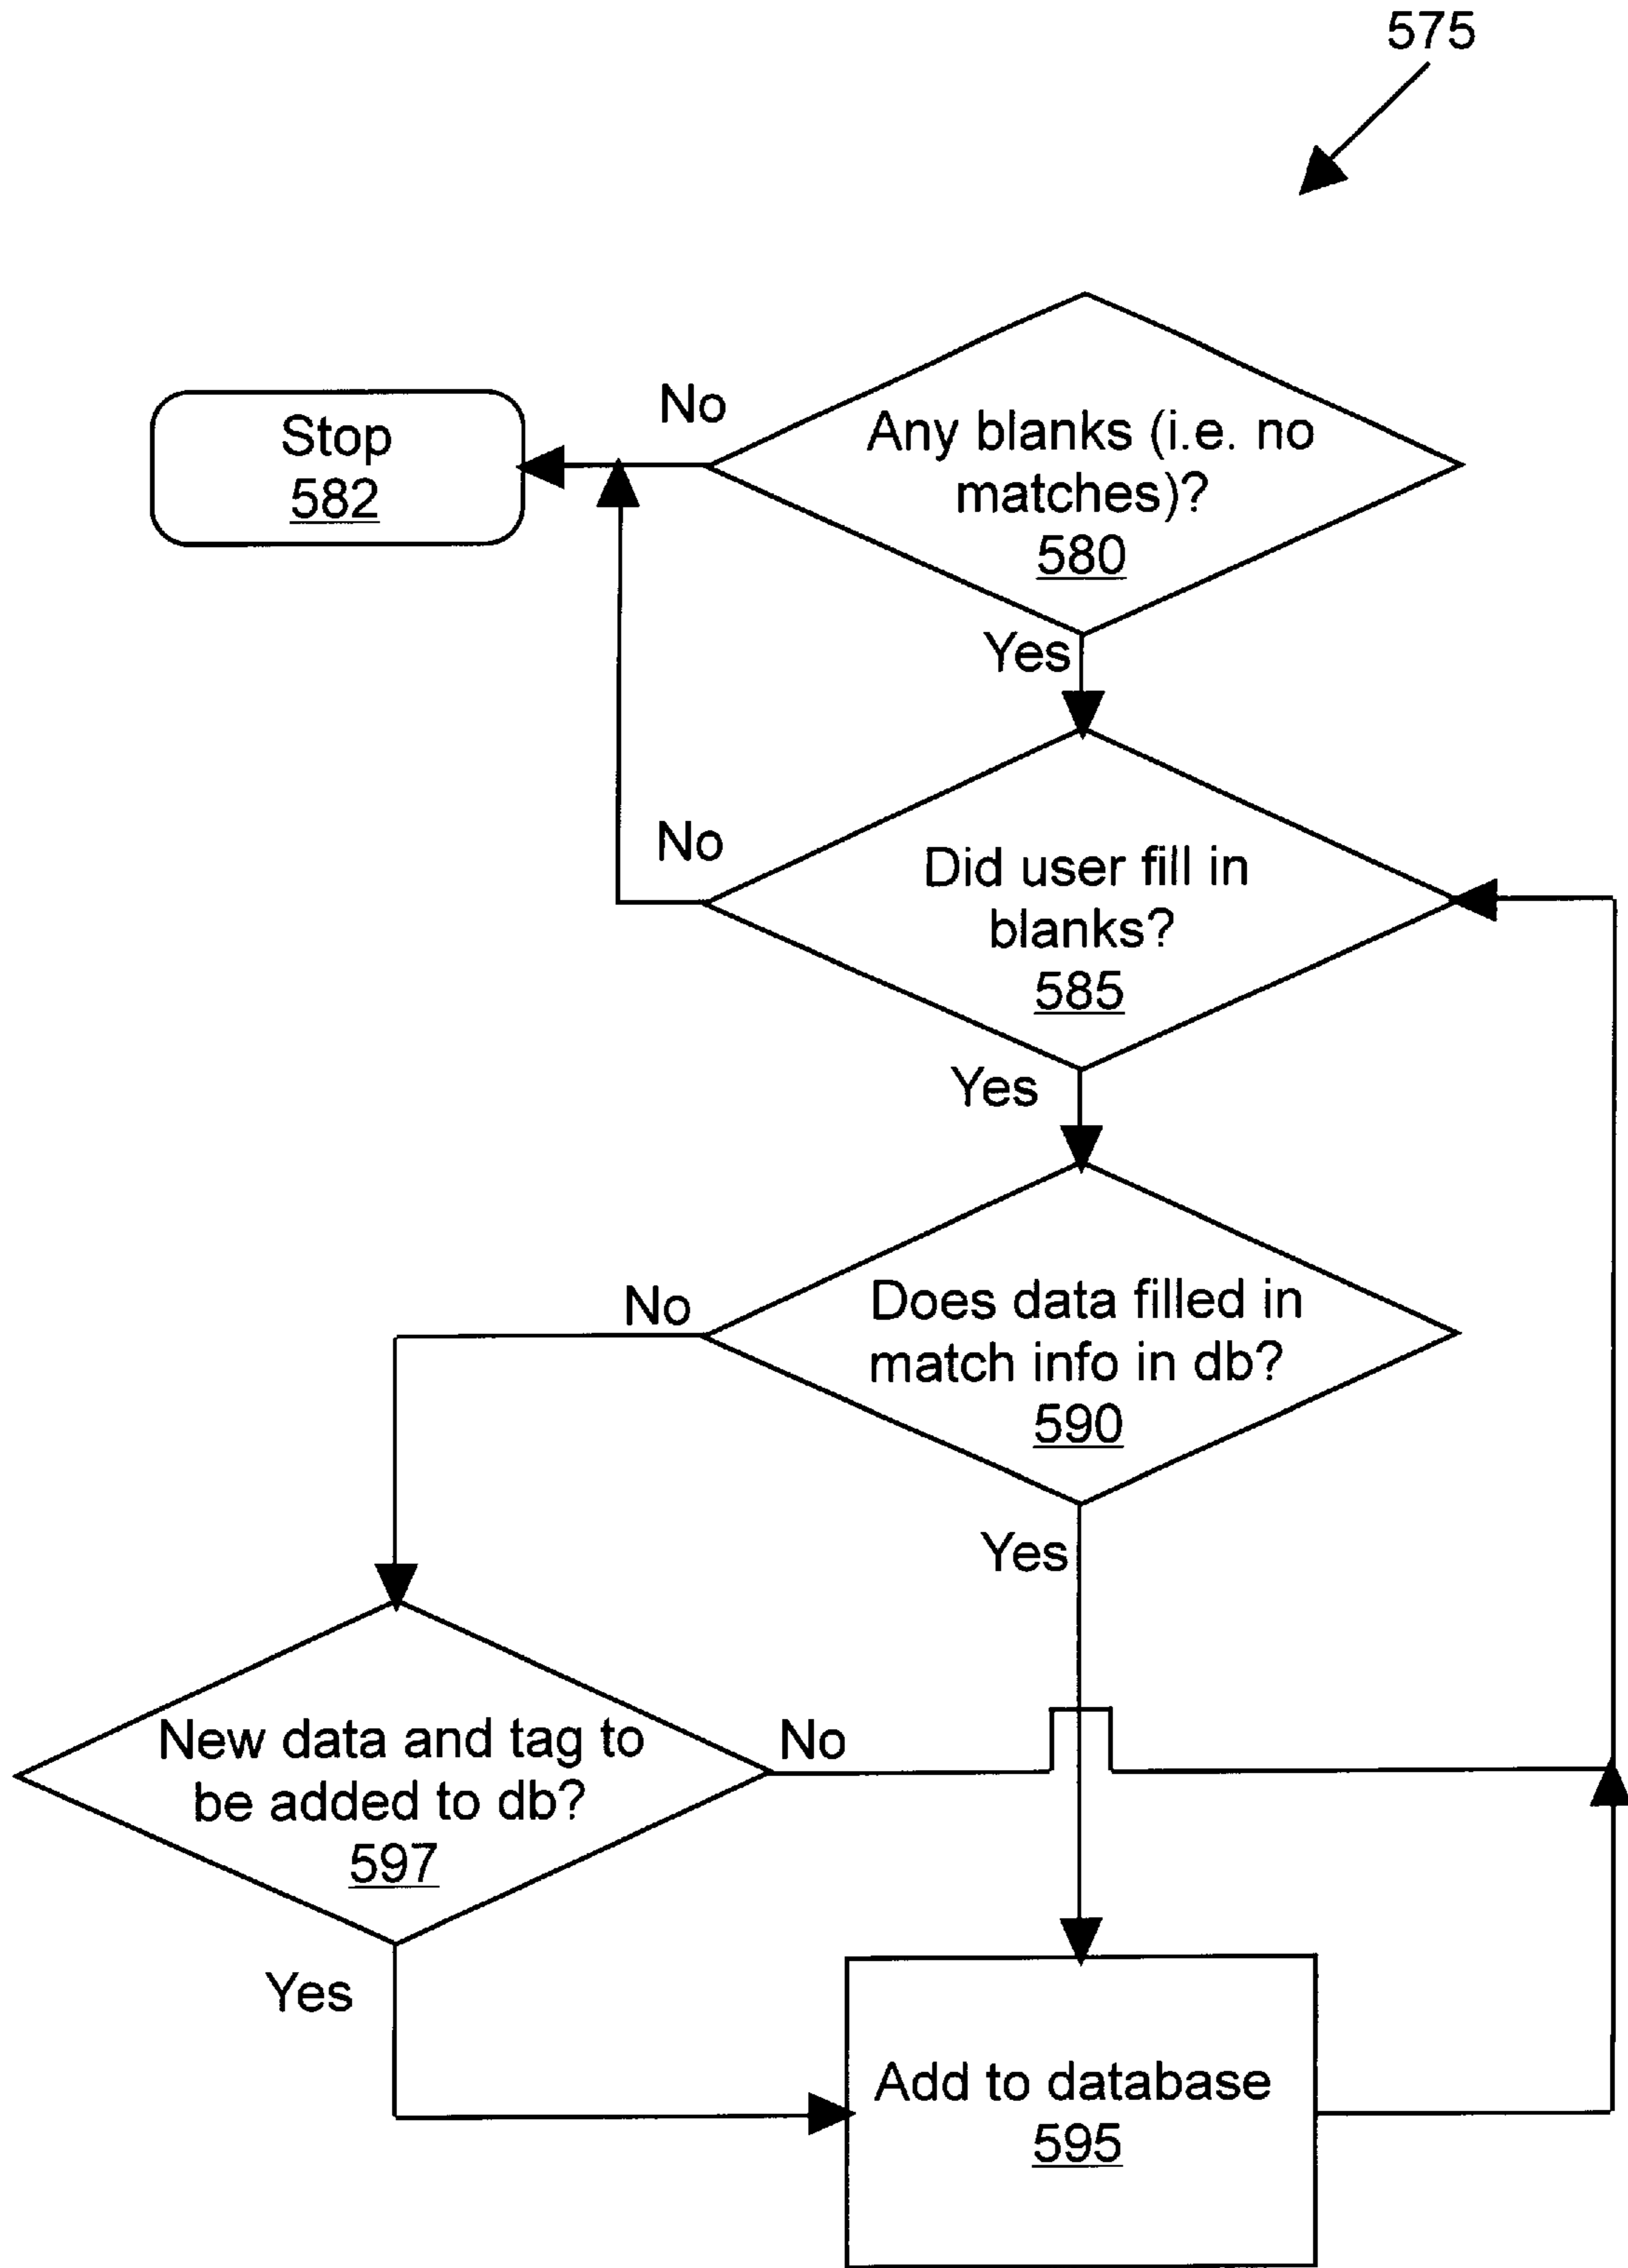 575
No
Stop
582
Any blanks (i.e. no
matches)?
580
Yes
No
Did user fill in
blanks?
585
Yes
No
Does data filled in
match info in db?
590
Yes
New data and tag to
be added to db?
597
No
Yes
Add to database
595